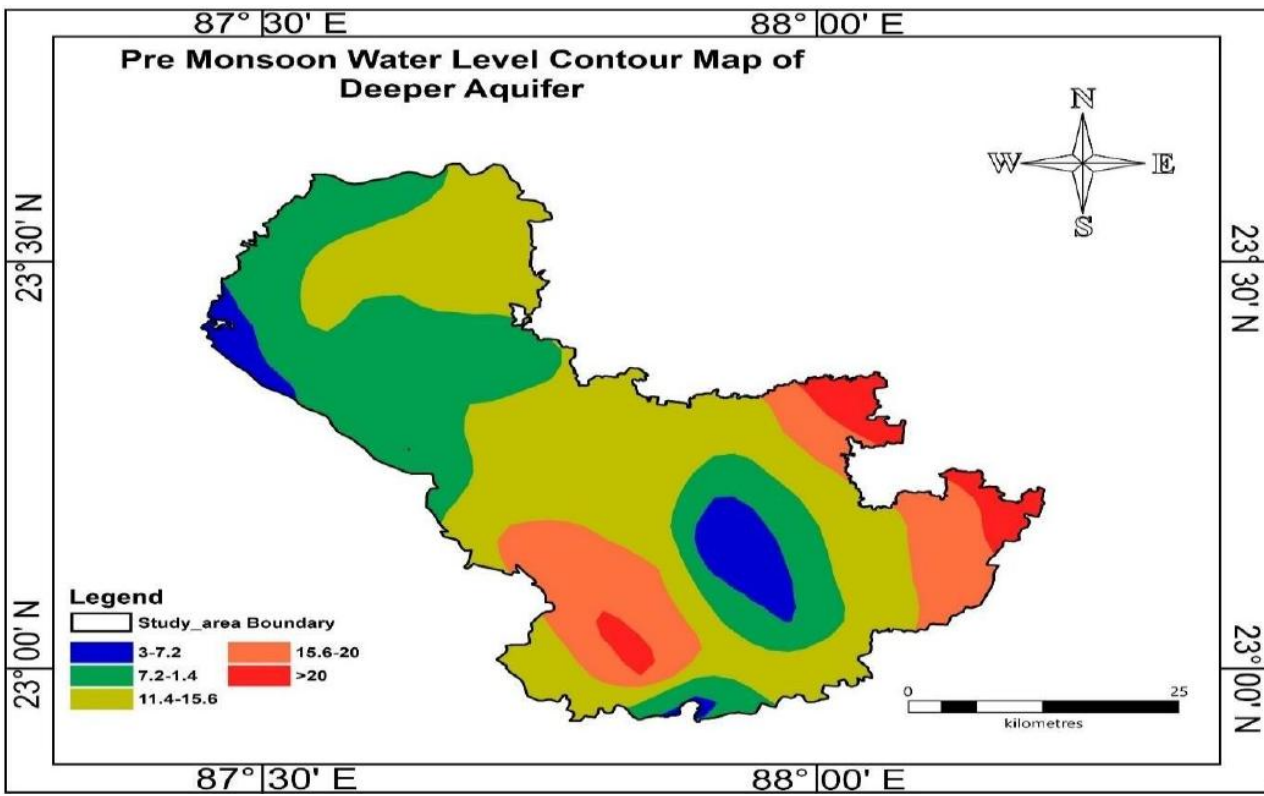 87° 30' E
88° 00' E
Pre Monsoon Water Level Contour Map of
Deeper Aquifer
N
W
E
S
23° 30' N
23° 30' N
Legend
Study_area Boundary
3-7.2
15.6-20
7.2-1.4
>20
11.4-15.6
23° 00' N
23° 00' N
0
25
kilometres
87° 30' E
88° 00' E